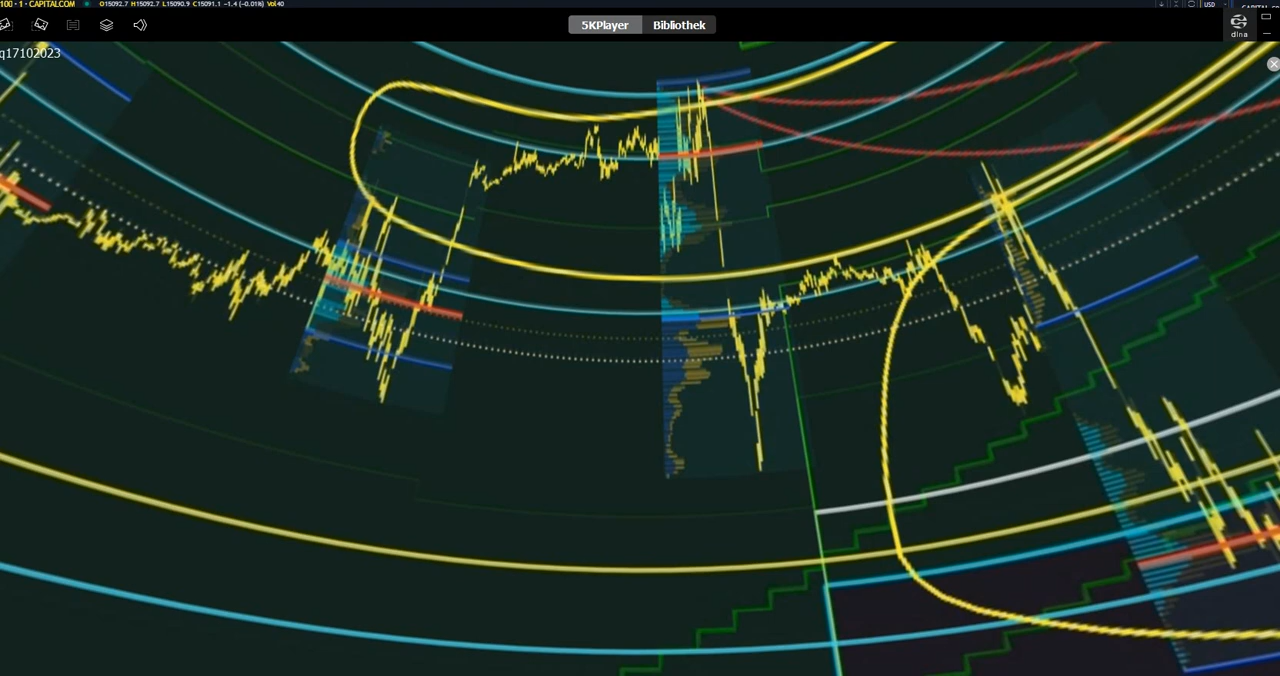 100 · 1 · CAPITALCOM O15092.7 H15092.7 L15090.9 C15091.1 −1.4 (−0.01%) Vol40 USD
5KPlayer Bibliothek
dlna
q17102023